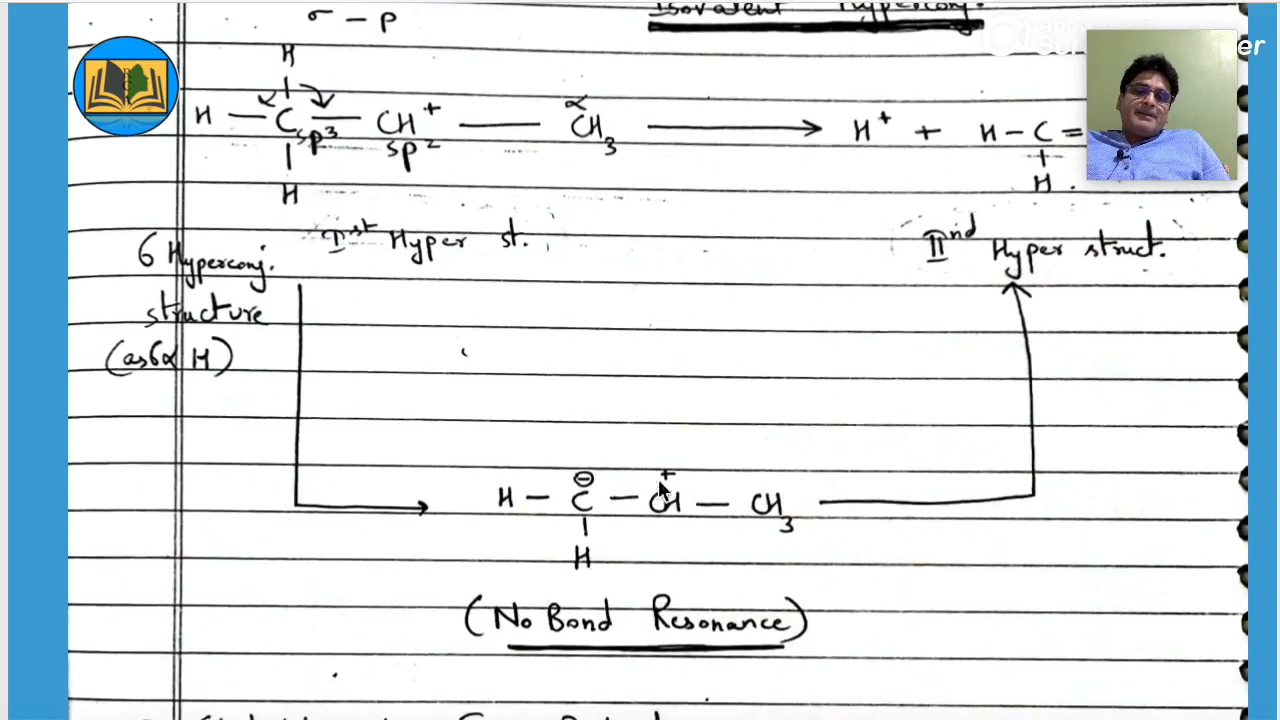 σ – p
Isovalent Hyperconj.
H
H — C — CH⁺ — CH₃ ⟶ H⁺ + H – C =
α
sp³ sp²
H
H
Iˢᵗ Hyper st.
IIⁿᵈ Hyper struct.
6 Hyperconj.
structure
(as 6α H)
H – C – CH – CH₃
⊖ +
H
(No Bond Resonance)